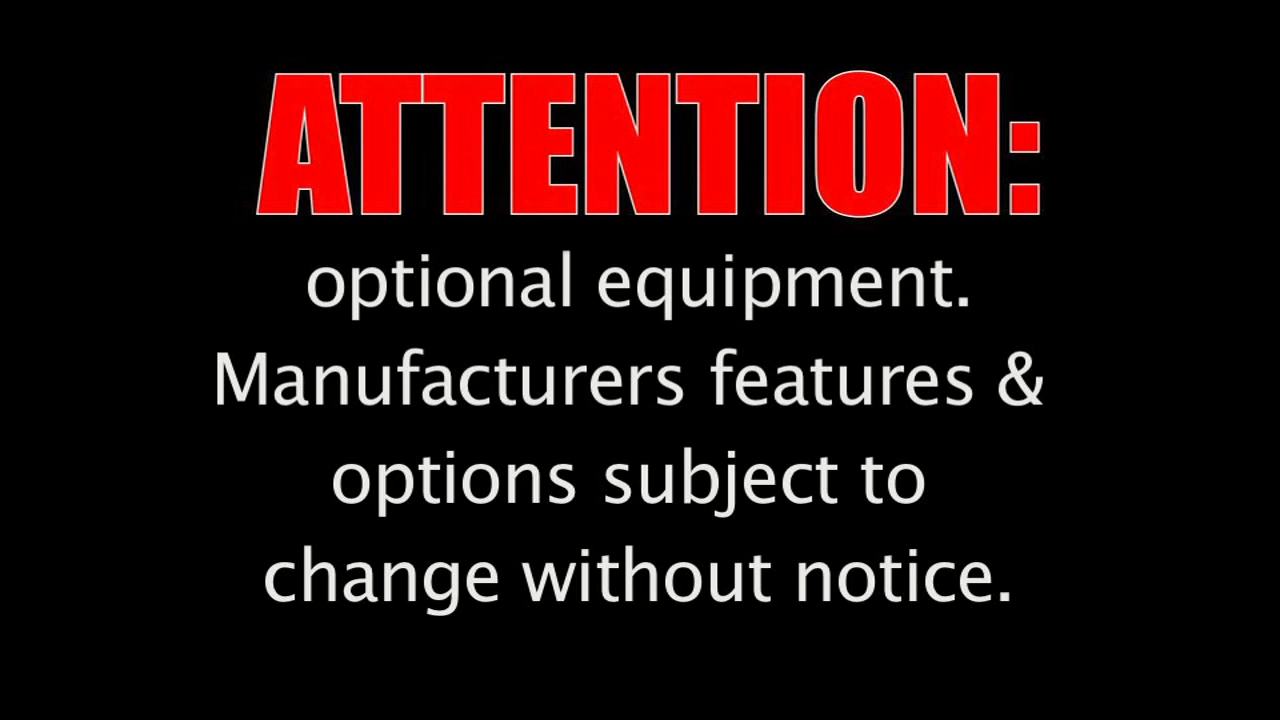 ATTENTION:
optional equipment.
Manufacturers features &
options subject to
change without notice.